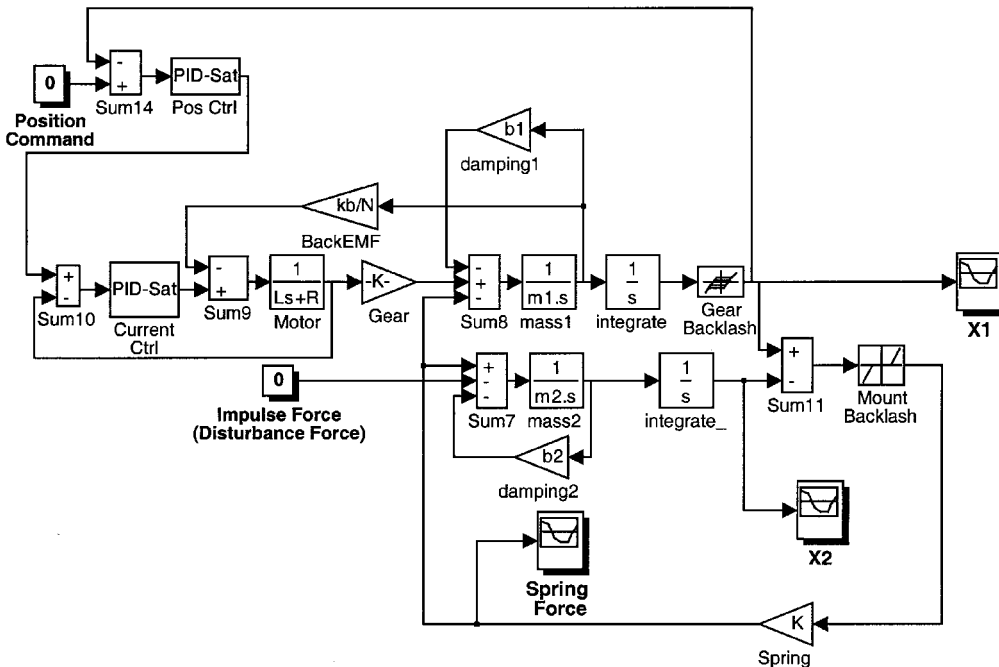 0
Position
Command
-
+
Sum14
PID-Sat
Pos Ctrl
b1
damping1
kb/N
BackEMF
+
-
Sum10
PID-Sat
Current
Ctrl
-
+
Sum9
1
Ls+R
Motor
-K-
Gear
-
+
-
Sum8
1
m1.s
mass1
1
s
integrate
Gear
Backlash
X1
0
Impulse Force
(Disturbance Force)
+
-
-
Sum7
1
m2.s
mass2
1
s
integrate_
+
-
Sum11
Mount
Backlash
b2
damping2
X2
Spring
Force
K
Spring